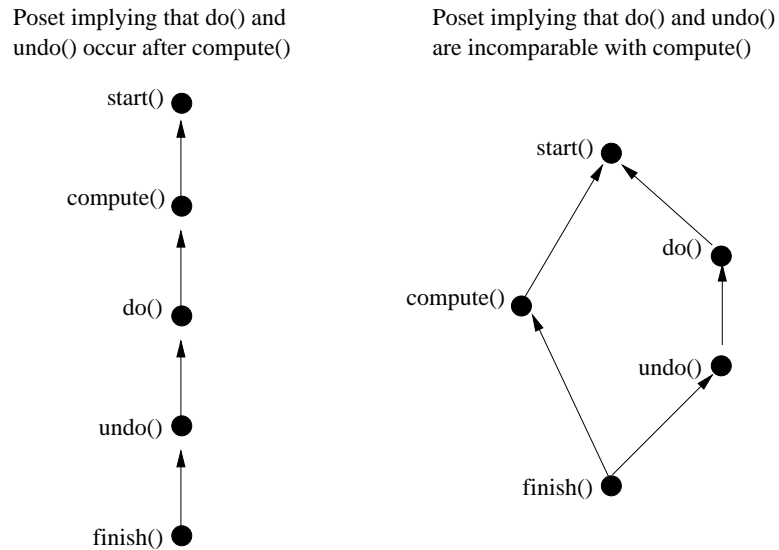 Poset implying that do() and
undo() occur after compute()
start()
compute()
do()
undo()
finish()
Poset implying that do() and undo()
are incomparable with compute()
start()
do()
compute()
undo()
finish()